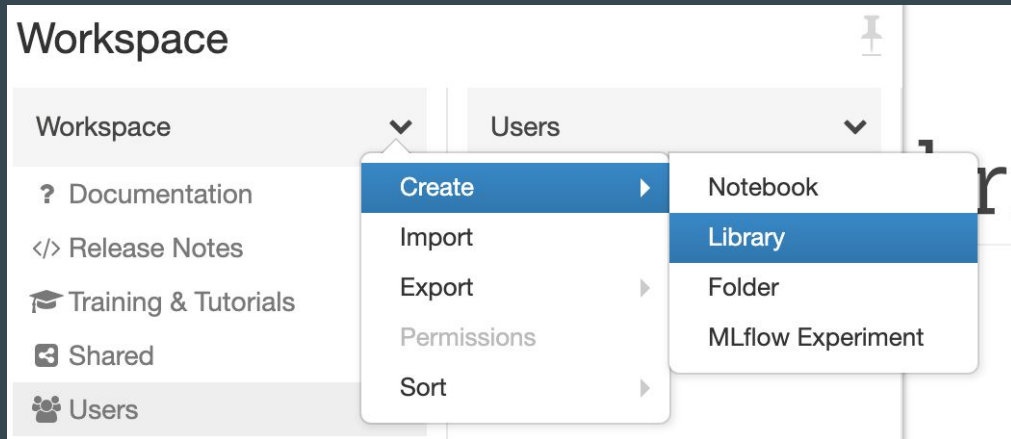 Workspace
Workspace
Users
Documentation
Release Notes
Training & Tutorials
Shared
Users
Create
Import
Export
Permissions
Sort
Notebook
Library
Folder
MLflow Experiment